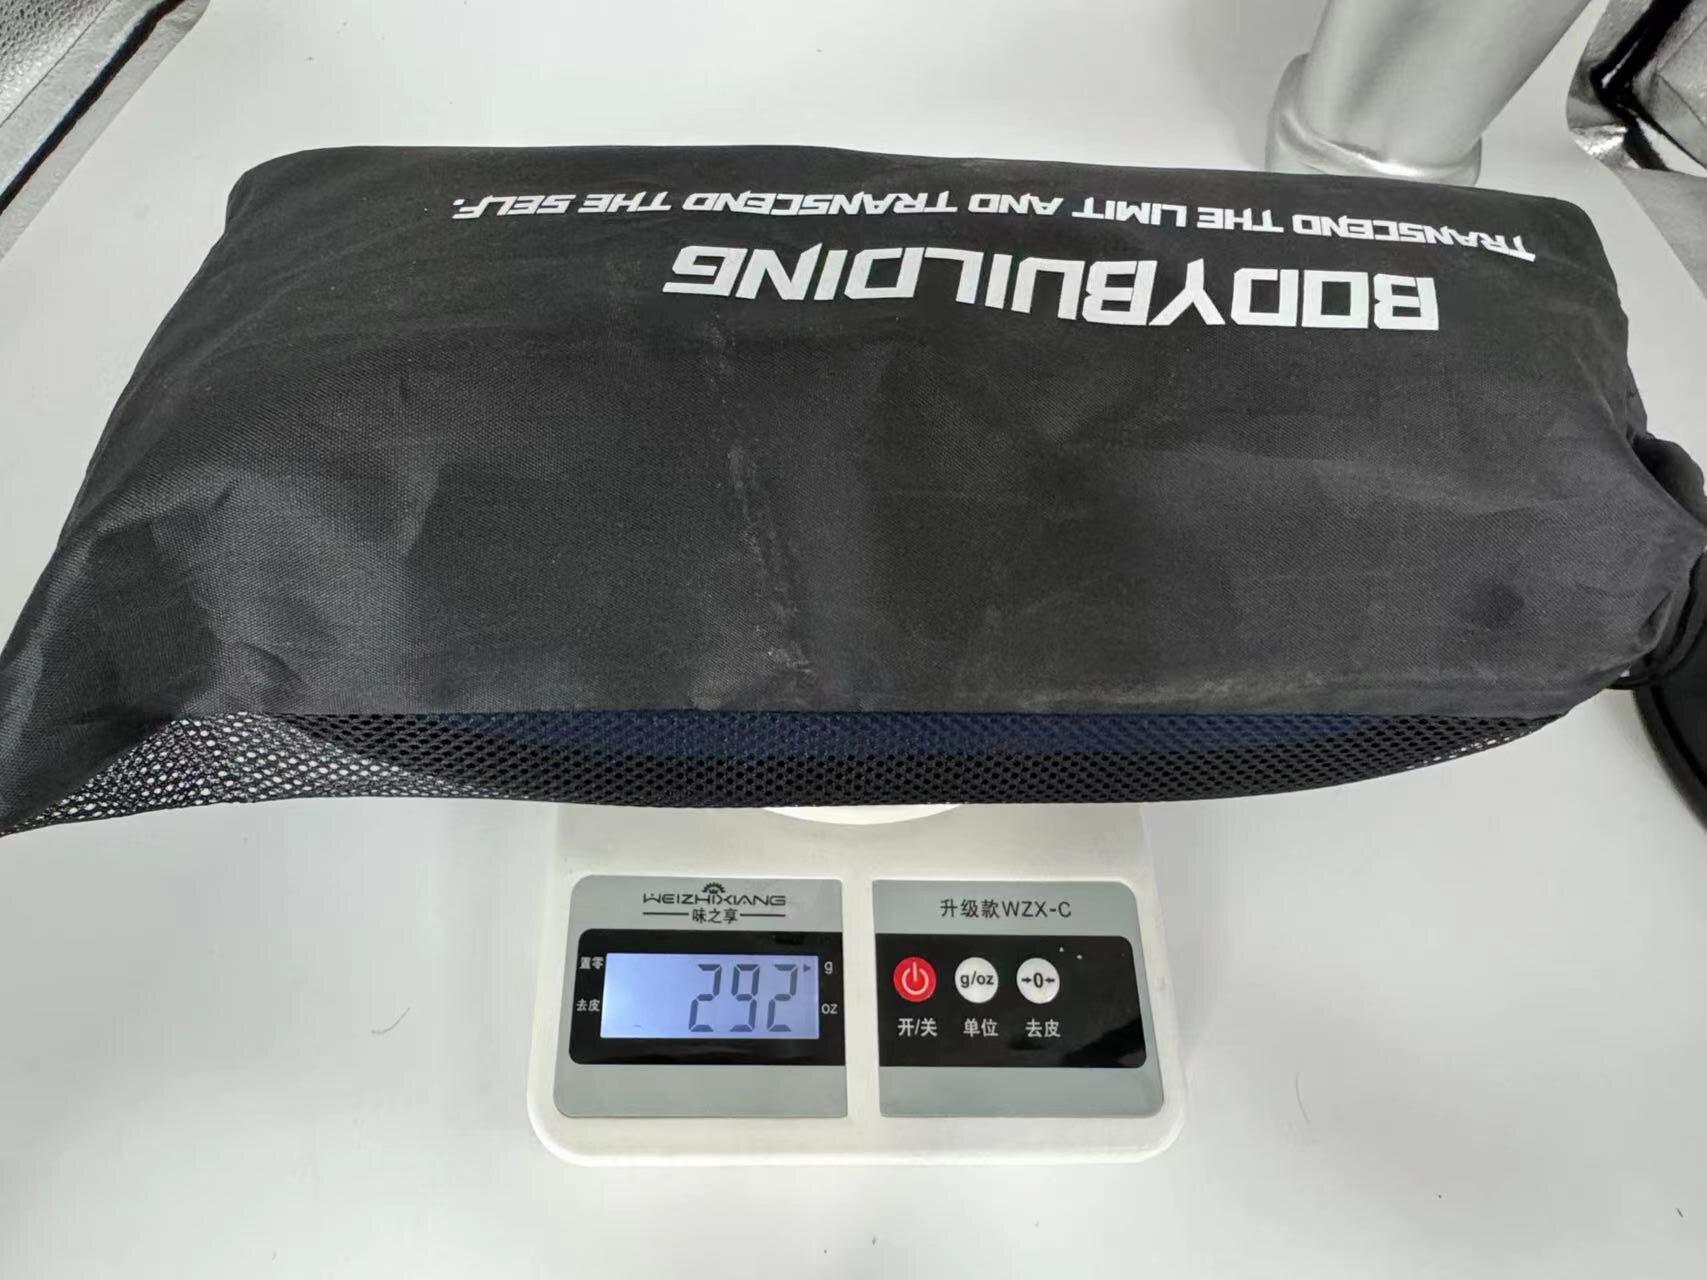 TRANSCEND THE LIMIT AND TRANSCEND THE SELF.
BODYBUILDING
WEIZHIXIANG
味之享
升级款WZX-C
置零
g
292
去皮
oz
g/oz
→0←
开/关
单位
去皮